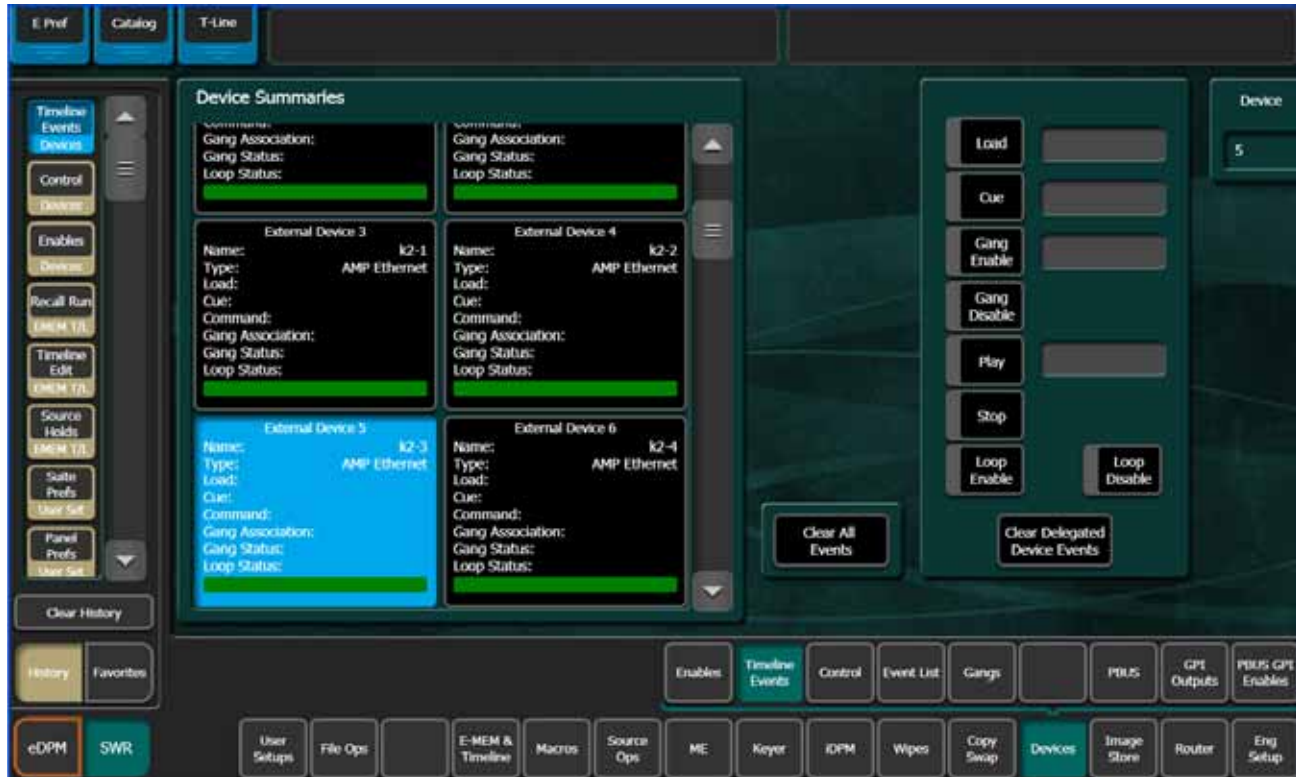 E Pref
Catalog
T-Line
Timeline
Events
Devices
Control
Devices
Enables
Devices
Recall Run
EMEM T/L
Timeline
Edit
EMEM T/L
Source
Holds
EMEM T/L
Suite
Prefs
User Set
Panel
Prefs
User Set
Clear History
History
Favorites
eDPM
SWR
Device Summaries
Command:
Gang Association:
Gang Status:
Loop Status:
Command:
Gang Association:
Gang Status:
Loop Status:
External Device 3
Name: k2-1
Type: AMP Ethernet
Load:
Cue:
Command:
Gang Association:
Gang Status:
Loop Status:
External Device 4
Name: k2-2
Type: AMP Ethernet
Load:
Cue:
Command:
Gang Association:
Gang Status:
Loop Status:
External Device 5
Name: k2-3
Type: AMP Ethernet
Load:
Cue:
Command:
Gang Association:
Gang Status:
Loop Status:
External Device 6
Name: k2-4
Type: AMP Ethernet
Load:
Cue:
Command:
Gang Association:
Gang Status:
Loop Status:
Clear All
Events
Load
Cue
Gang
Enable
Gang
Disable
Play
Stop
Loop
Enable
Loop
Disable
Clear Delegated
Device Events
Device
5
Enables
Timeline
Events
Control
Event List
Gangs
PBUS
GPI
Outputs
PBUS GPI
Enables
User
Setups
File Ops
E-MEM &
Timeline
Macros
Source
Ops
ME
Keyer
iDPM
Wipes
Copy
Swap
Devices
Image
Store
Router
Eng
Setup